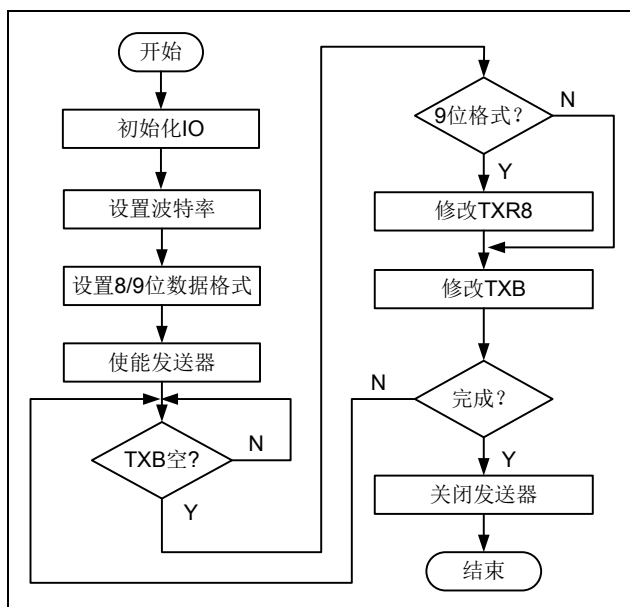 开始
初始化IO
设置波特率
设置8/9位数据格式
使能发送器
TXB空?
N
Y
9位格式?
N
Y
修改TXR8
修改TXB
完成?
N
Y
关闭发送器
结束